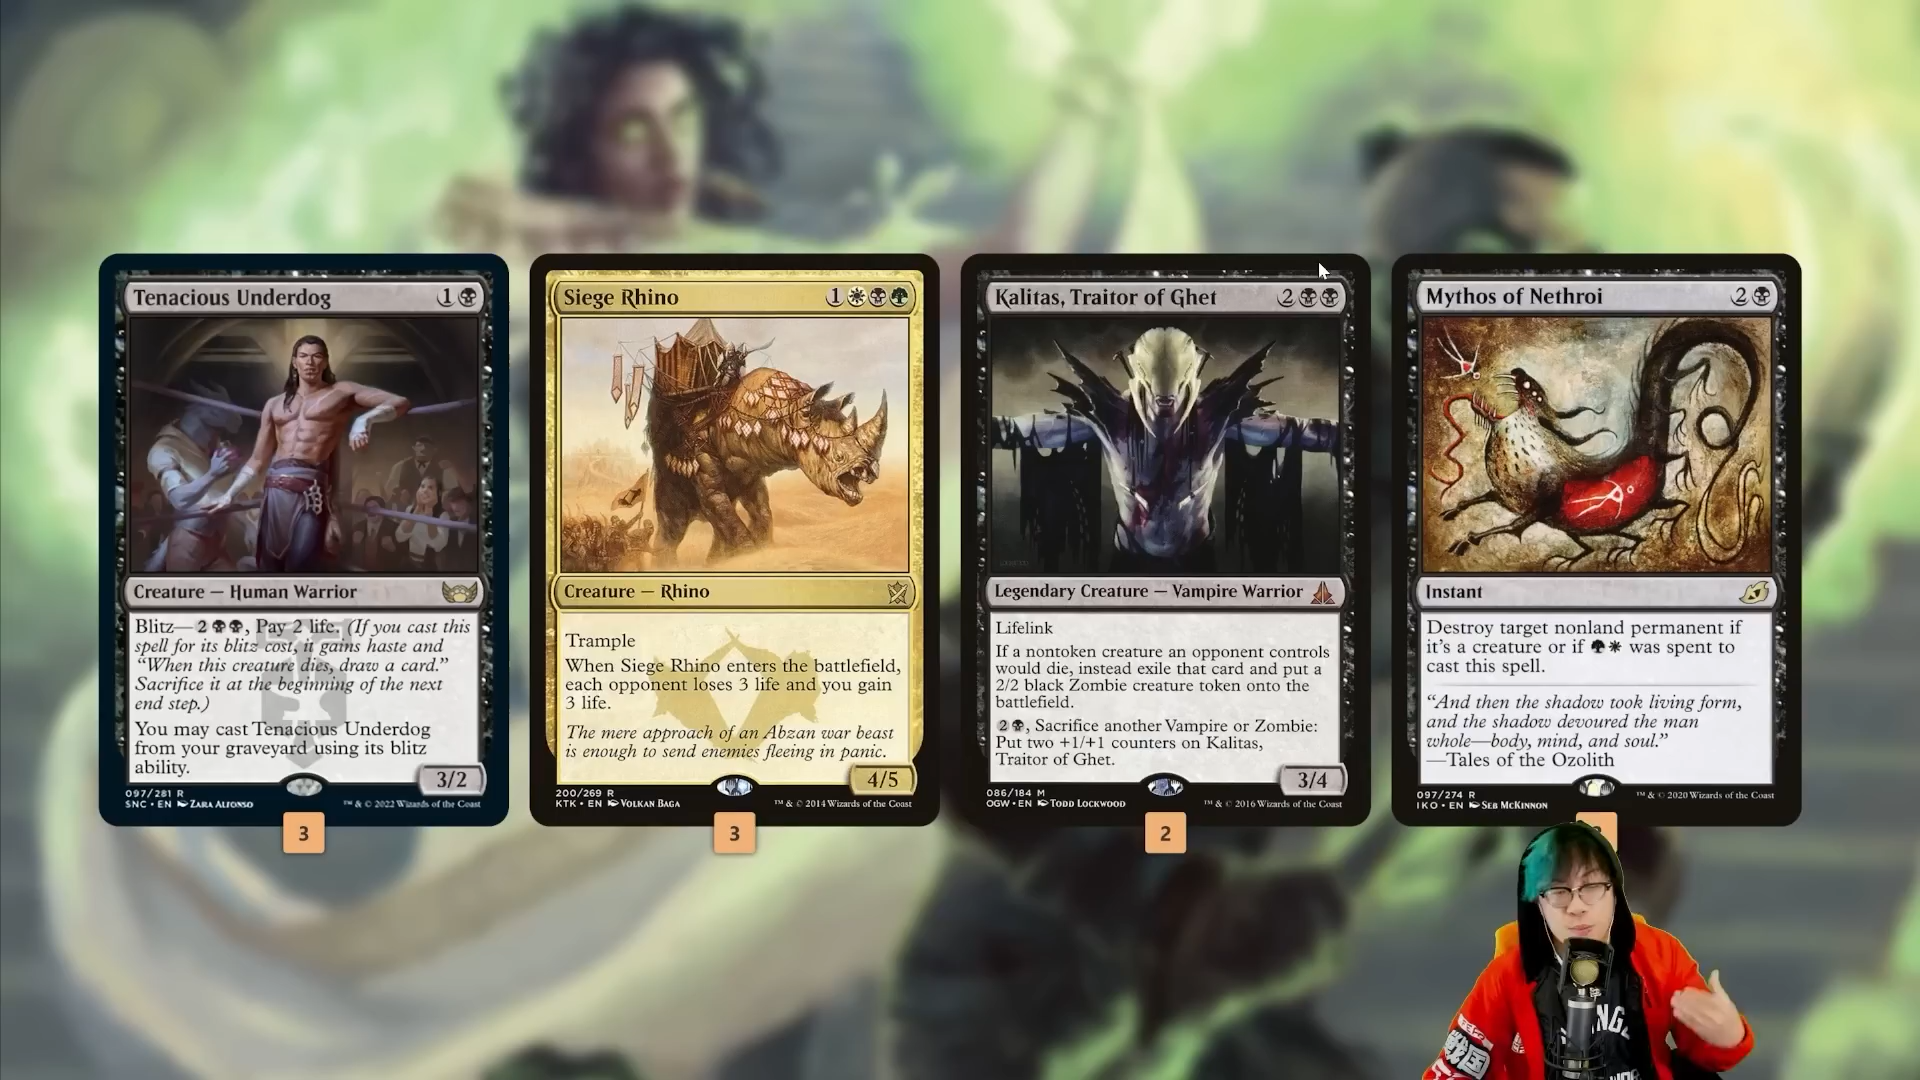 Tenacious Underdog 1
Creature — Human Warrior
Blitz—2, Pay 2 life. (If you cast this
spell for its blitz cost, it gains haste and
“When this creature dies, draw a card.”
Sacrifice it at the beginning of the next
end step.)
You may cast Tenacious Underdog
from your graveyard using its blitz
ability.
3/2
097/281 R
SNC • EN ZARA ALFONSO
™ & © 2022 Wizards of the Coast
3
Siege Rhino 1
Creature — Rhino
Trample
When Siege Rhino enters the battlefield,
each opponent loses 3 life and you gain
3 life.
The mere approach of an Abzan war beast
is enough to send enemies fleeing in panic.
4/5
200/269 R
KTK • EN VOLKAN BAGA
™ & © 2014 Wizards of the Coast
3
Kalitas, Traitor of Ghet 2
Legendary Creature — Vampire Warrior
Lifelink
If a nontoken creature an opponent controls
would die, instead exile that card and put a
2/2 black Zombie creature token onto the
battlefield.
2, Sacrifice another Vampire or Zombie:
Put two +1/+1 counters on Kalitas,
Traitor of Ghet.
3/4
086/184 M
OGW • EN TODD LOCKWOOD
™ & © 2016 Wizards of the Coast
2
Mythos of Nethroi 2
Instant
Destroy target nonland permanent if
it’s a creature or if was spent to
cast this spell.
“And then the shadow took living form,
and the shadow devoured the man
whole—body, mind, and soul.”
—Tales of the Ozolith
097/274 R
IKO • EN SEB MCKINNON
™ & © 2020 Wizards of the Coast
戦国